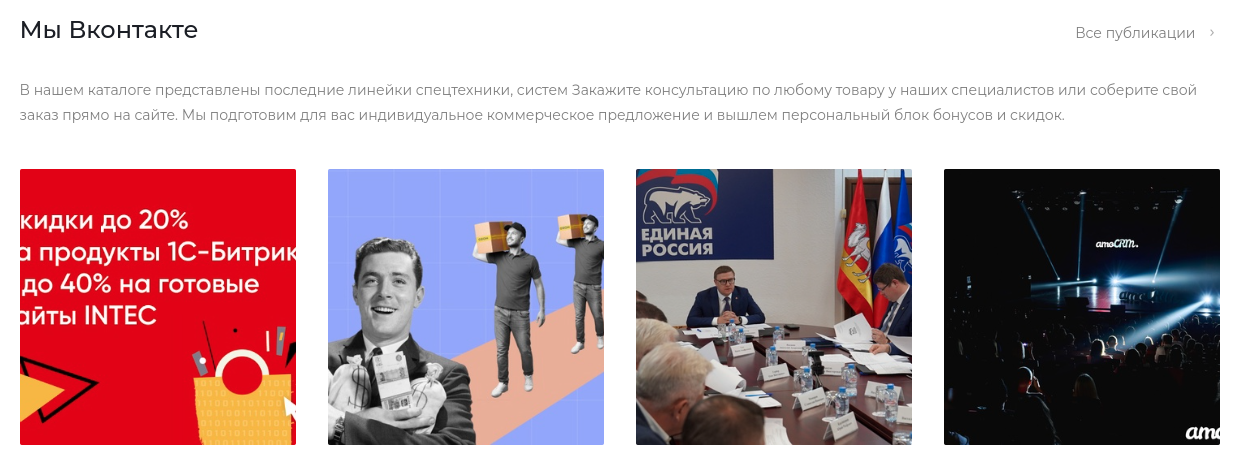 Мы Вконтакте
Все публикации
В нашем каталоге представлены последние линейки спецтехники, систем Закажите консультацию по любому товару у наших специалистов или соберите свой
заказ прямо на сайте. Мы подготовим для вас индивидуальное коммерческое предложение и вышлем персональный блок бонусов и скидок.
кидки до 20%
а продукты 1С-Битрик
до 40% на готовые
айты INTEC
ЕДИНАЯ
РОССИЯ
amoCRM.
amo